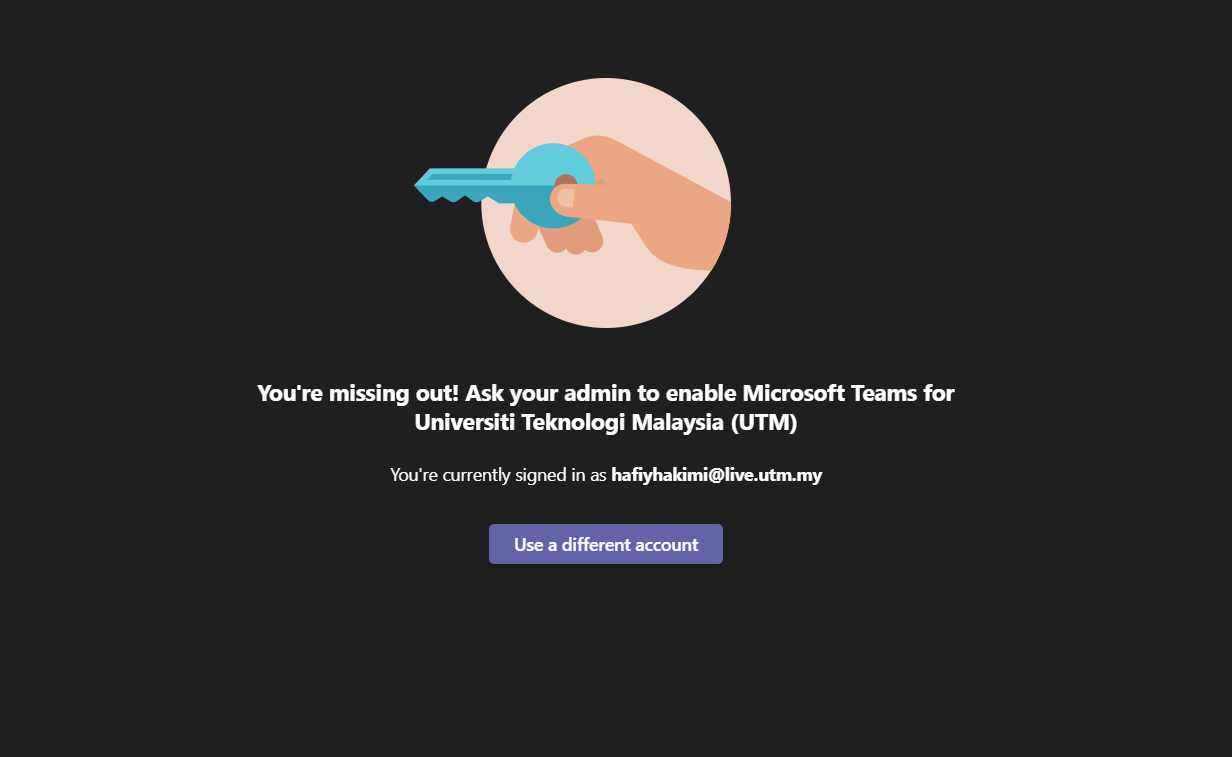 You're missing out! Ask your admin to enable Microsoft Teams for
Universiti Teknologi Malaysia (UTM)
You're currently signed in as hafiyhakimi@live.utm.my
Use a different account